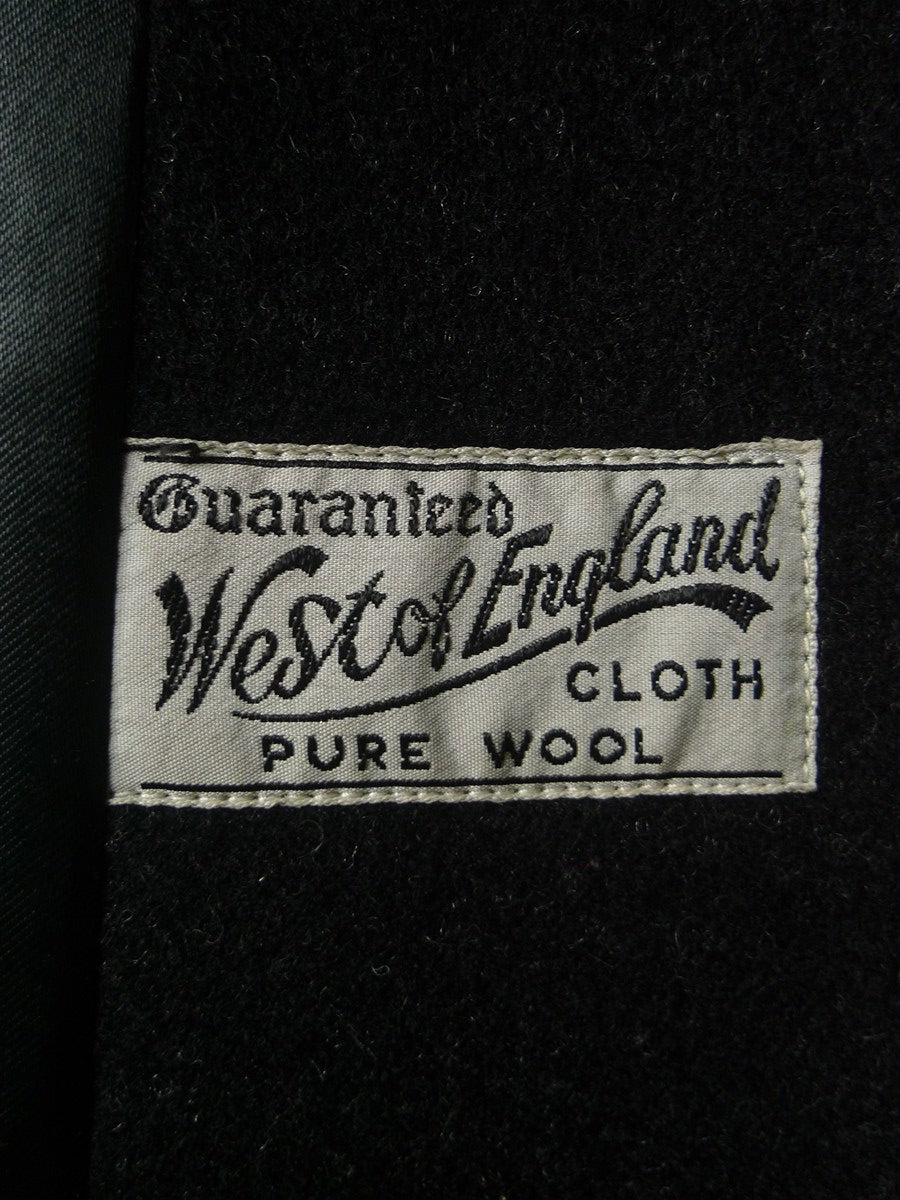 Guaranteed
West of England
CLOTH
PURE WOOL